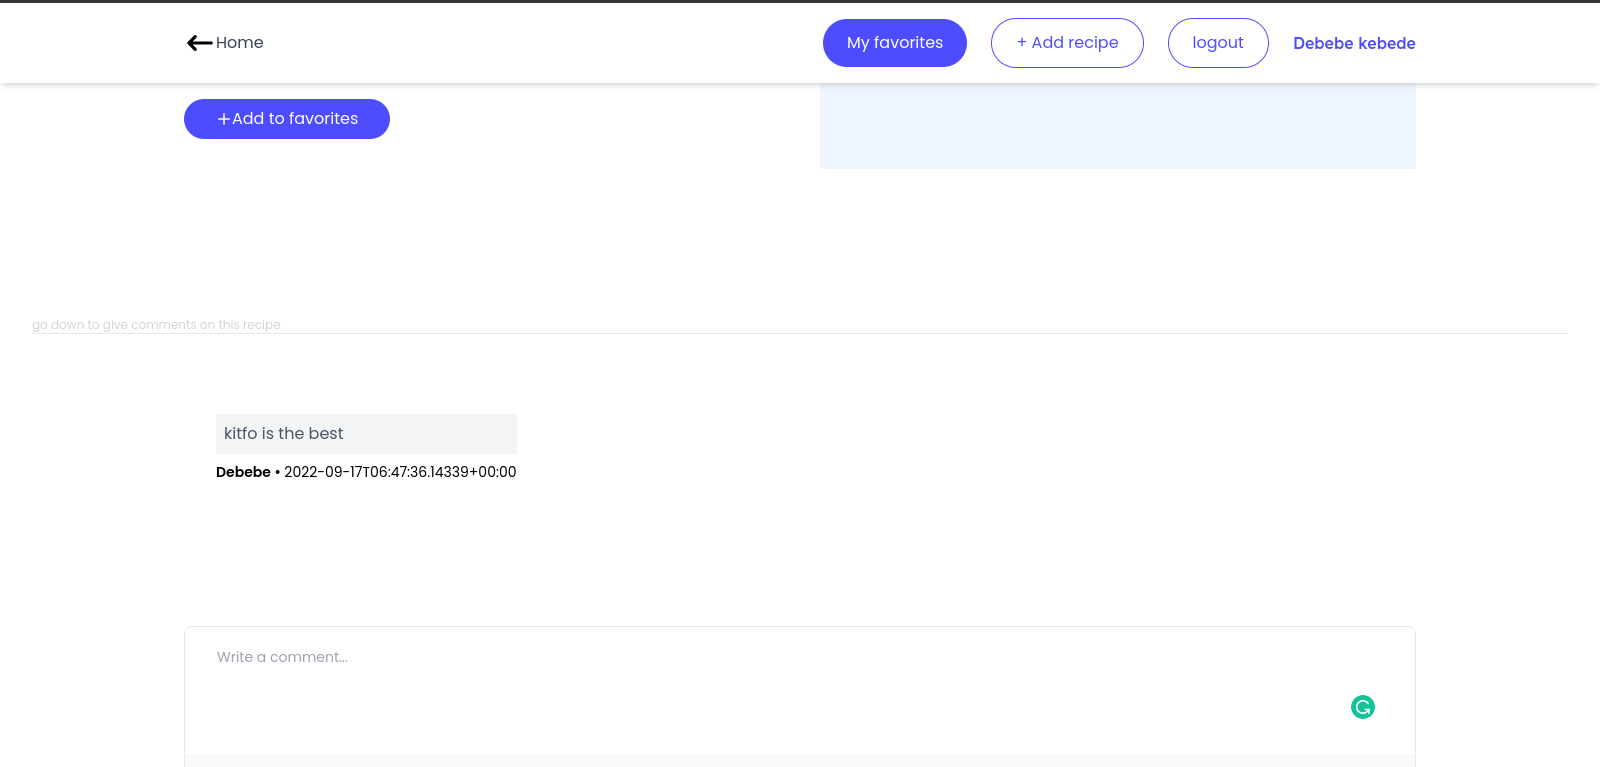 Home
My favorites
+ Add recipe
logout
Debebe kebede
+Add to favorites
go down to give comments on this recipe
kitfo is the best
Debebe • 2022-09-17T06:47:36.14339+00:00
Write a comment...